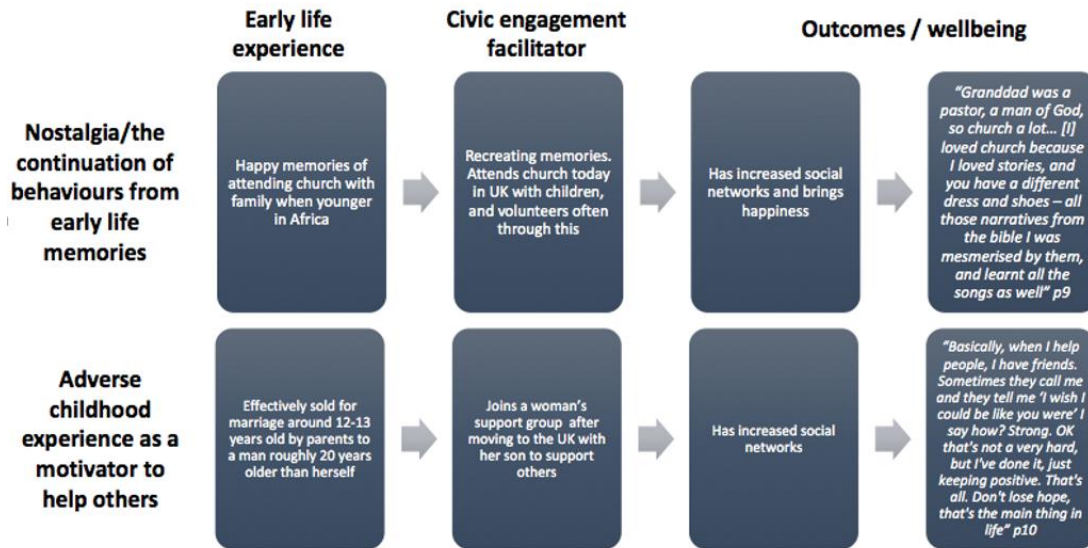 Early life
experience
Civic engagement
facilitator
Outcomes / wellbeing
Nostalgia/the
continuation of
behaviours from
early life
memories
Happy memories of
attending church with
family when younger
in Africa
Recreating memories.
Attends church today
in UK with children,
and volunteers often
through this
Has increased social
networks and brings
happiness
“Granddad was a
pastor, a man of God,
so church a lot... [I]
loved church because
I loved stories, and
you have a different
dress and shoes – all
those narratives from
the bible I was
mesmerised by them,
and learnt all the
songs as well” p9
Adverse
childhood
experience as a
motivator to
help others
Effectively sold for
marriage around 12-13
years old by parents to
a man roughly 20 years
older than herself
Joins a woman’s
support group after
moving to the UK with
her son to support
others
Has increased social
networks
“Basically, when I help
people, I have friends.
Sometimes they call me
and they tell me ‘I wish I
could be like you were’ I
say how? Strong. OK
that's not a very hard,
but I've done it, just
keeping positive. That's
all. Don't lose hope,
that's the main thing in
life” p10